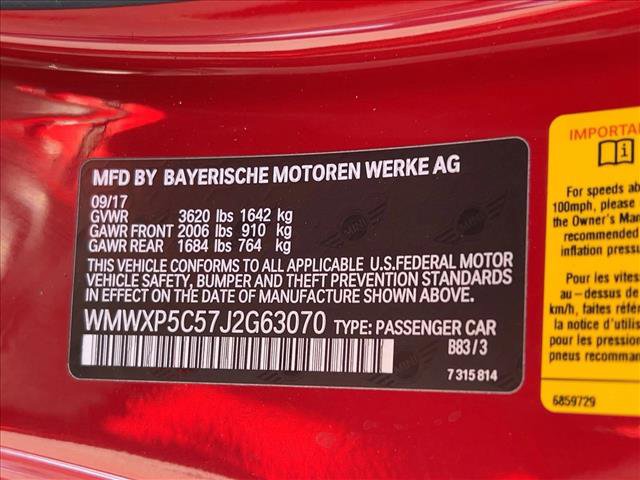 MFD BY BAYERISCHE MOTOREN WERKE AG
09/17
GVWR 3620 lbs 1642 kg
GAWR FRONT 2006 lbs 910 kg
GAWR REAR 1684 lbs 764 kg
THIS VEHICLE CONFORMS TO ALL APPLICABLE U.S.FEDERAL MOTOR
VEHICLE SAFETY, BUMPER AND THEFT PREVENTION STANDARDS
IN EFFECT ON THE DATE OF MANUFACTURE SHOWN ABOVE.
WMWXP5C57J2G63070 TYPE: PASSENGER CAR
B83/3
7 315 814
IMPORTA
For speeds ab
100mph, please
the Owner's Man
recommended
inflation pressu
Pour les vitesse
au-dessus de
km/h, veuillez
la notice d'utilis
pour les pression
pneus recomman
6859729